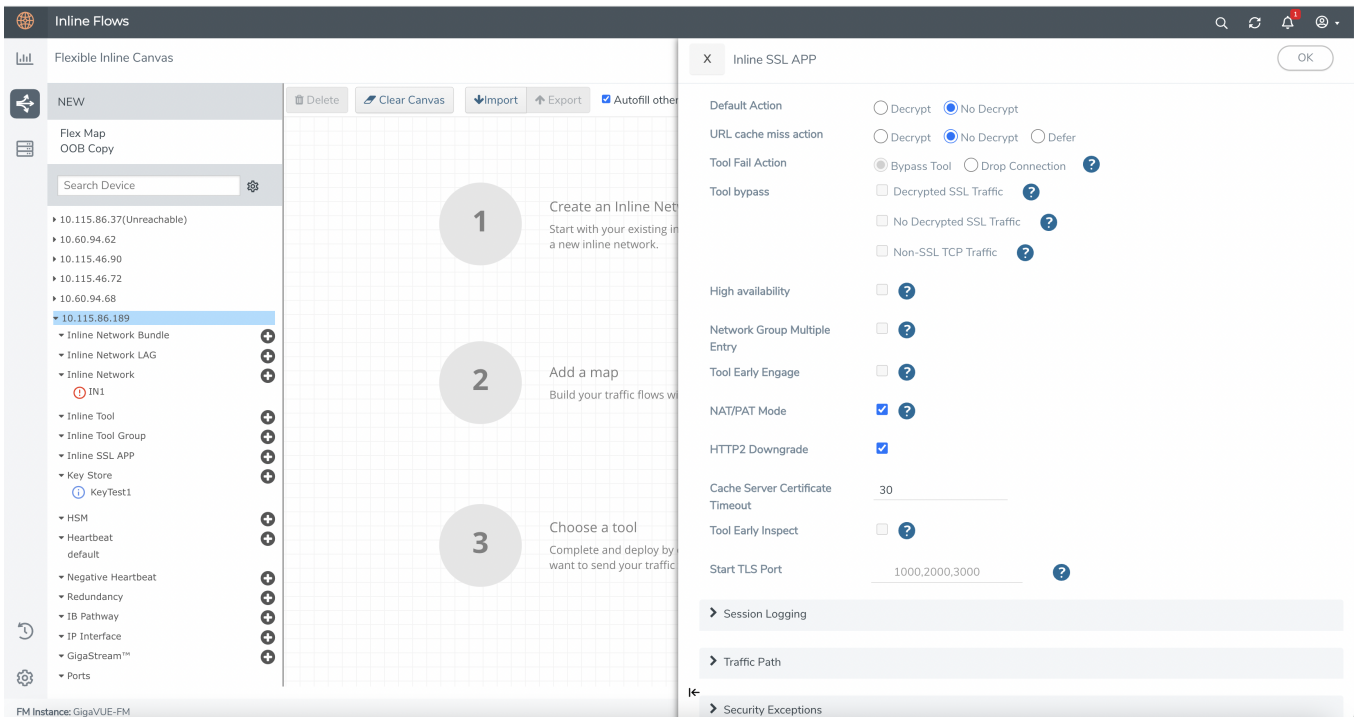 Inline Flows
1
Flexible Inline Canvas
X
Inline SSL APP
OK
NEW
Flex Map
OOB Copy
Search Device
10.115.86.37(Unreachable)
10.60.94.62
10.115.46.90
10.115.46.72
10.60.94.68
10.115.86.189
Inline Network Bundle
Inline Network LAG
Inline Network
IN1
Inline Tool
Inline Tool Group
Inline SSL APP
Key Store
KeyTest1
HSM
Heartbeat
default
Negative Heartbeat
Redundancy
IB Pathway
IP Interface
GigaStream™
Ports
FM Instance: GigaVUE-FM
Delete
Clear Canvas
Import
Export
Autofill other
1
Create an Inline Net
Start with your existing in
a new inline network.
2
Add a map
Build your traffic flows wi
3
Choose a tool
Complete and deploy by
want to send your traffic
Default Action
Decrypt
No Decrypt
URL cache miss action
Decrypt
No Decrypt
Defer
Tool Fail Action
Bypass Tool
Drop Connection
?
Tool bypass
Decrypted SSL Traffic
?
No Decrypted SSL Traffic
?
Non-SSL TCP Traffic
?
High availability
?
Network Group Multiple
Entry
?
Tool Early Engage
?
NAT/PAT Mode
?
HTTP2 Downgrade
Cache Server Certificate
Timeout
30
Tool Early Inspect
?
Start TLS Port
1000,2000,3000
?
Session Logging
Traffic Path
Security Exceptions